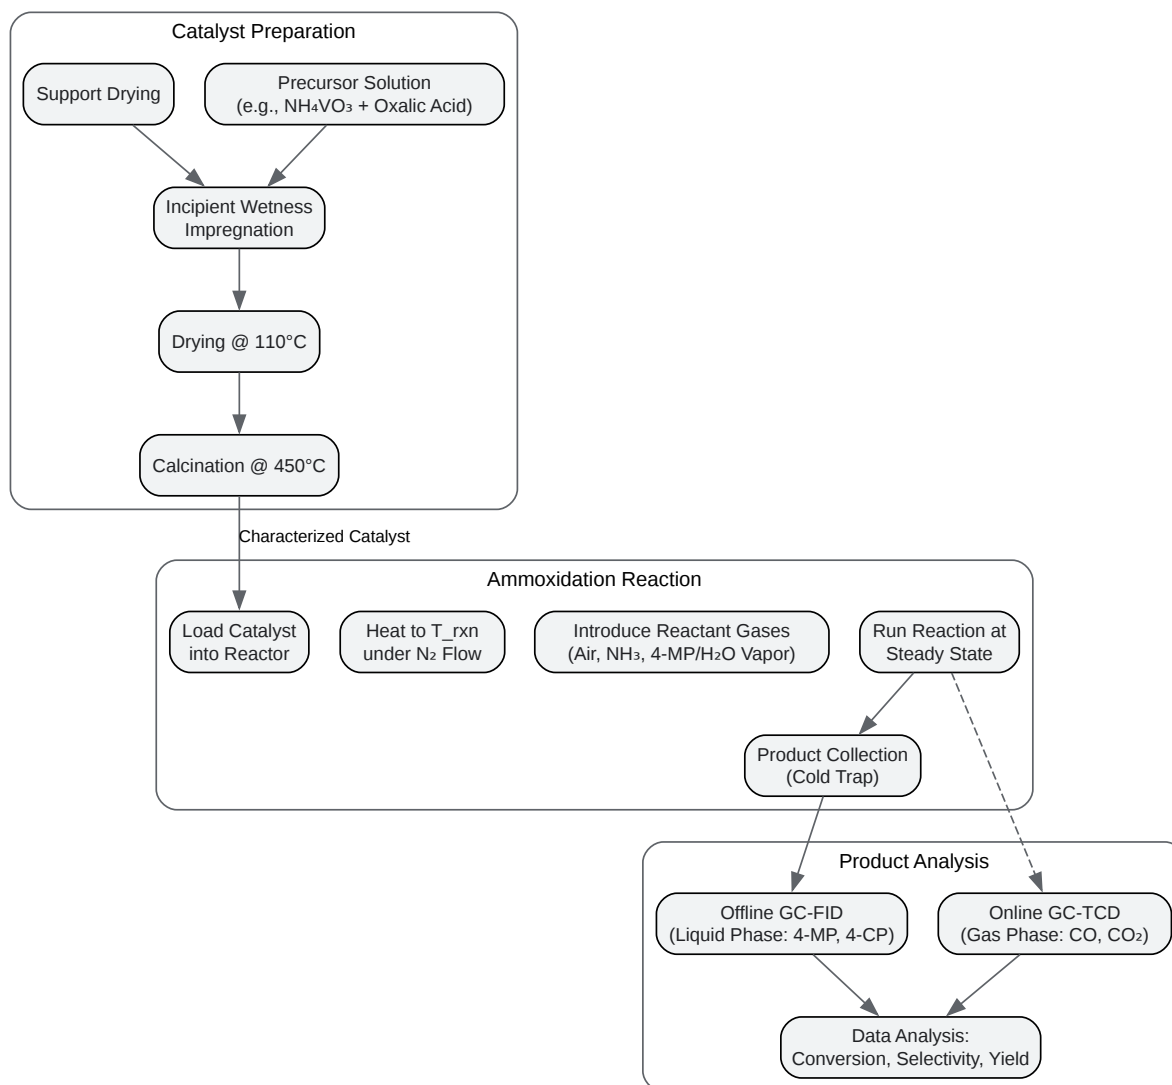 Catalyst Preparation
Support Drying
Precursor Solution
(e.g., NH₄VO₃ + Oxalic Acid)
Incipient Wetness
Impregnation
Drying @ 110°C
Calcination @ 450°C
Characterized Catalyst
Ammoxidation Reaction
Load Catalyst
into Reactor
Heat to T_rxn
under N₂ Flow
Introduce Reactant Gases
(Air, NH₃, 4-MP/H₂O Vapor)
Run Reaction at
Steady State
Product Collection
(Cold Trap)
Product Analysis
Offline GC-FID
(Liquid Phase: 4-MP, 4-CP)
Online GC-TCD
(Gas Phase: CO, CO₂)
Data Analysis:
Conversion, Selectivity, Yield